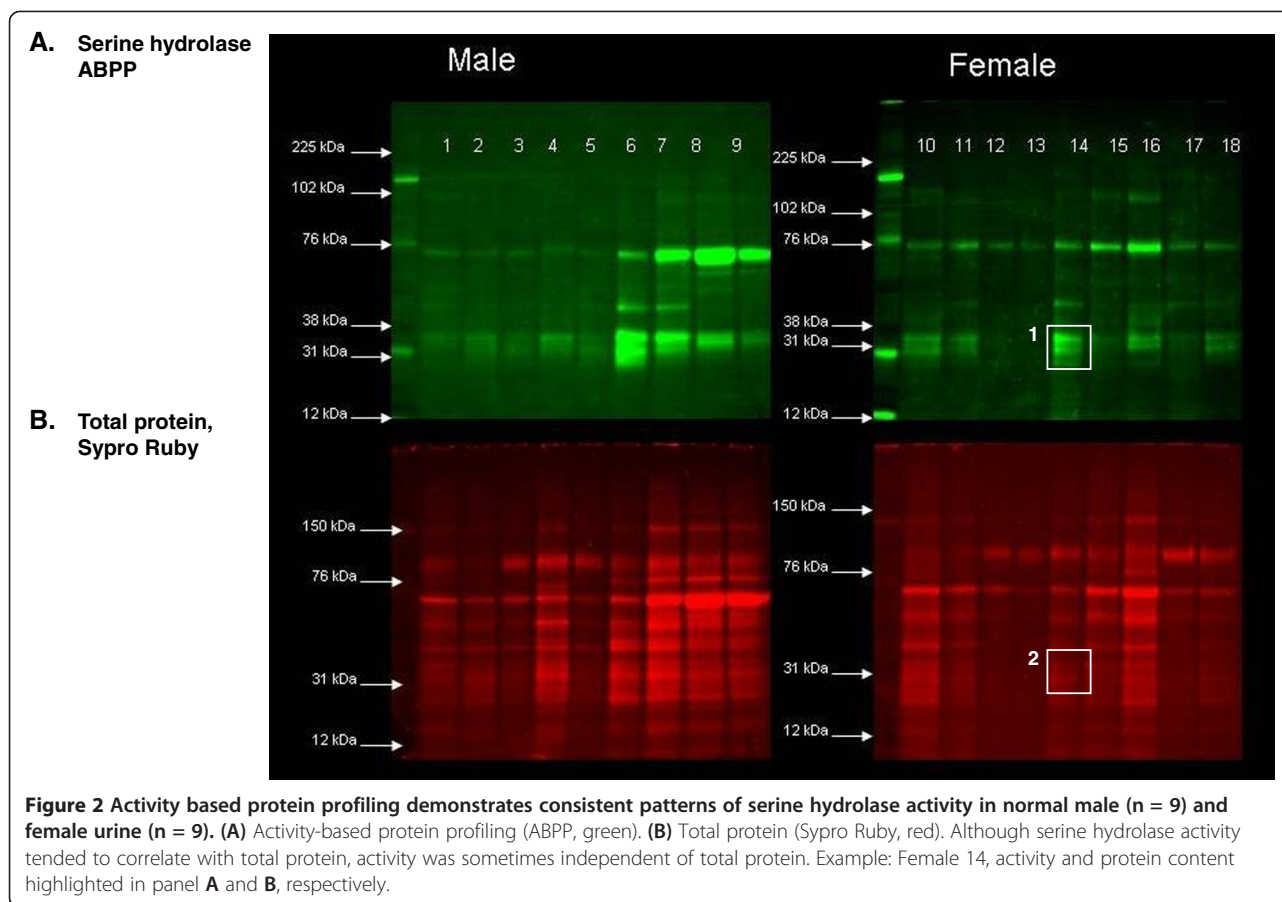 A. Serine hydrolase
ABPP
Male
Female
1 2 3 4 5 6 7 8 9
10 11 12 13 14 15 16 17 18
225 kDa
102 kDa
76 kDa
38 kDa
31 kDa
12 kDa
225 kDa
102 kDa
76 kDa
38 kDa
31 kDa
12 kDa
1
B. Total protein,
Sypro Ruby
150 kDa
76 kDa
31 kDa
12 kDa
150 kDa
76 kDa
31 kDa
12 kDa
2
Figure 2 Activity based protein profiling demonstrates consistent patterns of serine hydrolase activity in normal male (n = 9) and
female urine (n = 9). (A) Activity-based protein profiling (ABPP, green). (B) Total protein (Sypro Ruby, red). Although serine hydrolase activity
tended to correlate with total protein, activity was sometimes independent of total protein. Example: Female 14, activity and protein content
highlighted in panel A and B, respectively.